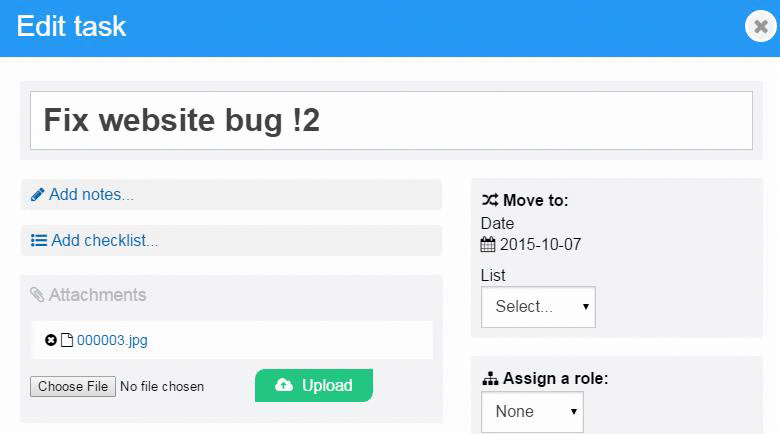 Edit task
Fix website bug !2
Add notes...
Add checklist...
Attachments
000003.jpg
Choose File No file chosen
Upload
Move to:
Date
2015-10-07
List
Select...
Assign a role:
None